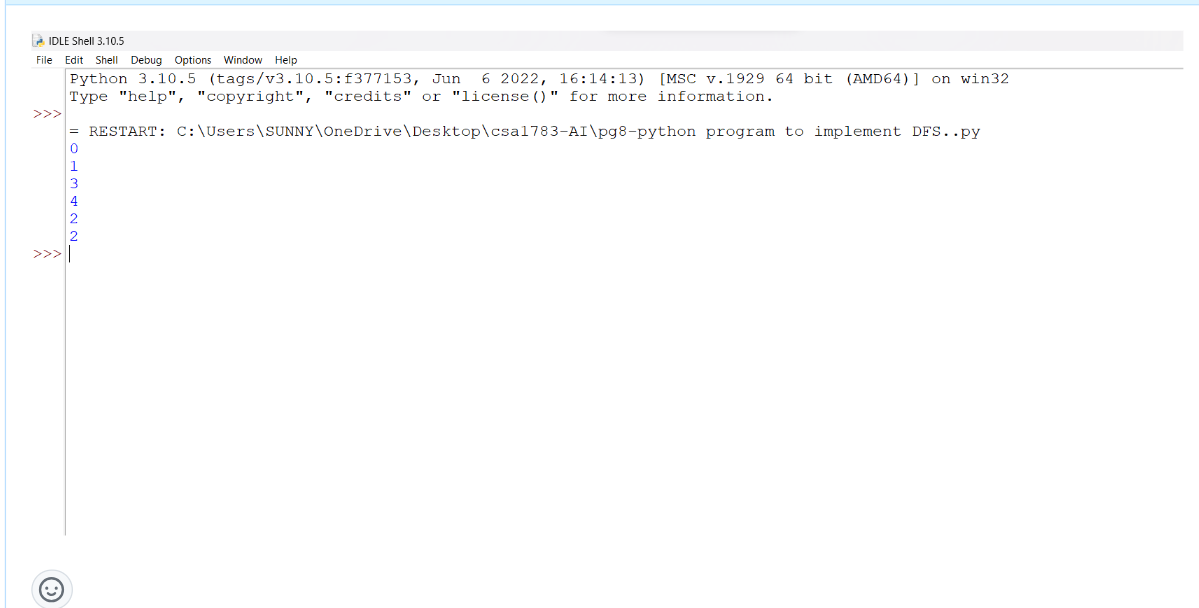 IDLE Shell 3.10.5
File Edit Shell Debug Options Window Help
Python 3.10.5 (tags/v3.10.5:f377153, Jun  6 2022, 16:14:13) [MSC v.1929 64 bit (AMD64)] on win32
Type "help", "copyright", "credits" or "license()" for more information.
>>>
= RESTART: C:\Users\SUNNY\OneDrive\Desktop\csa1783-AI\pg8-python program to implement DFS..py
0
1
3
4
2
2
>>>